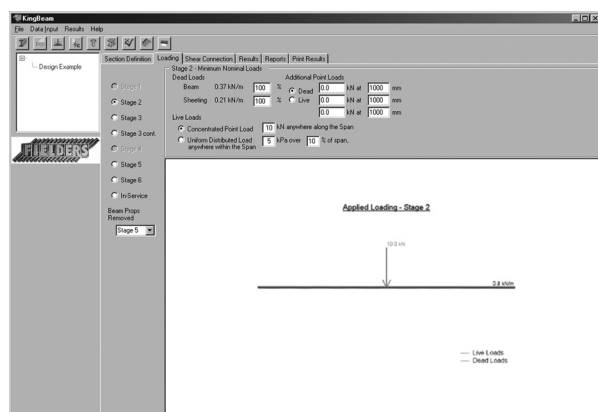 KingBeam
File Data Input Results Help
Design Example
Section Definition Loading Shear Connection Results Reports Print Results
Stage 2 - Minimum Nominal Loads
Dead Loads
Additional Point Loads
Beam 0.37 kN/m 100 % Dead 0.0 kN at 1000 mm
Sheeting 0.21 kN/m 100 % Live 0.0 kN at 1000 mm
0.0 kN at 1000 mm
Live Loads
Concentrated Point Load 10 kN anywhere along the Span
Uniform Distributed Load anywhere within the Span 5 kPa over 10 % of span,
Stage 1
Stage 2
Stage 3
Stage 3 cont.
Stage 4
Stage 5
Stage 6
In-Service
Beam Props
Removed
Stage 5
FIELDERS
Applied Loading - Stage 2
10.0 kN
Live Loads
Dead Loads